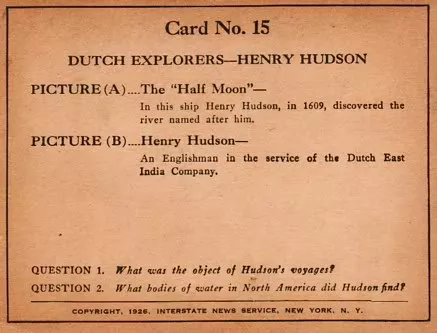 Card No. 15
DUTCH EXPLORERS—HENRY HUDSON
PICTURE (A)....The "Half Moon"—
In this ship Henry Hudson, in 1609, discovered the
river named after him.
PICTURE (B)....Henry Hudson—
An Englishman in the service of the Dutch East
India Company.
QUESTION 1. What was the object of Hudson's voyages?
QUESTION 2. What bodies of water in North America did Hudson find?
COPYRIGHT, 1926, INTERSTATE NEWS SERVICE, NEW YORK, N. Y.